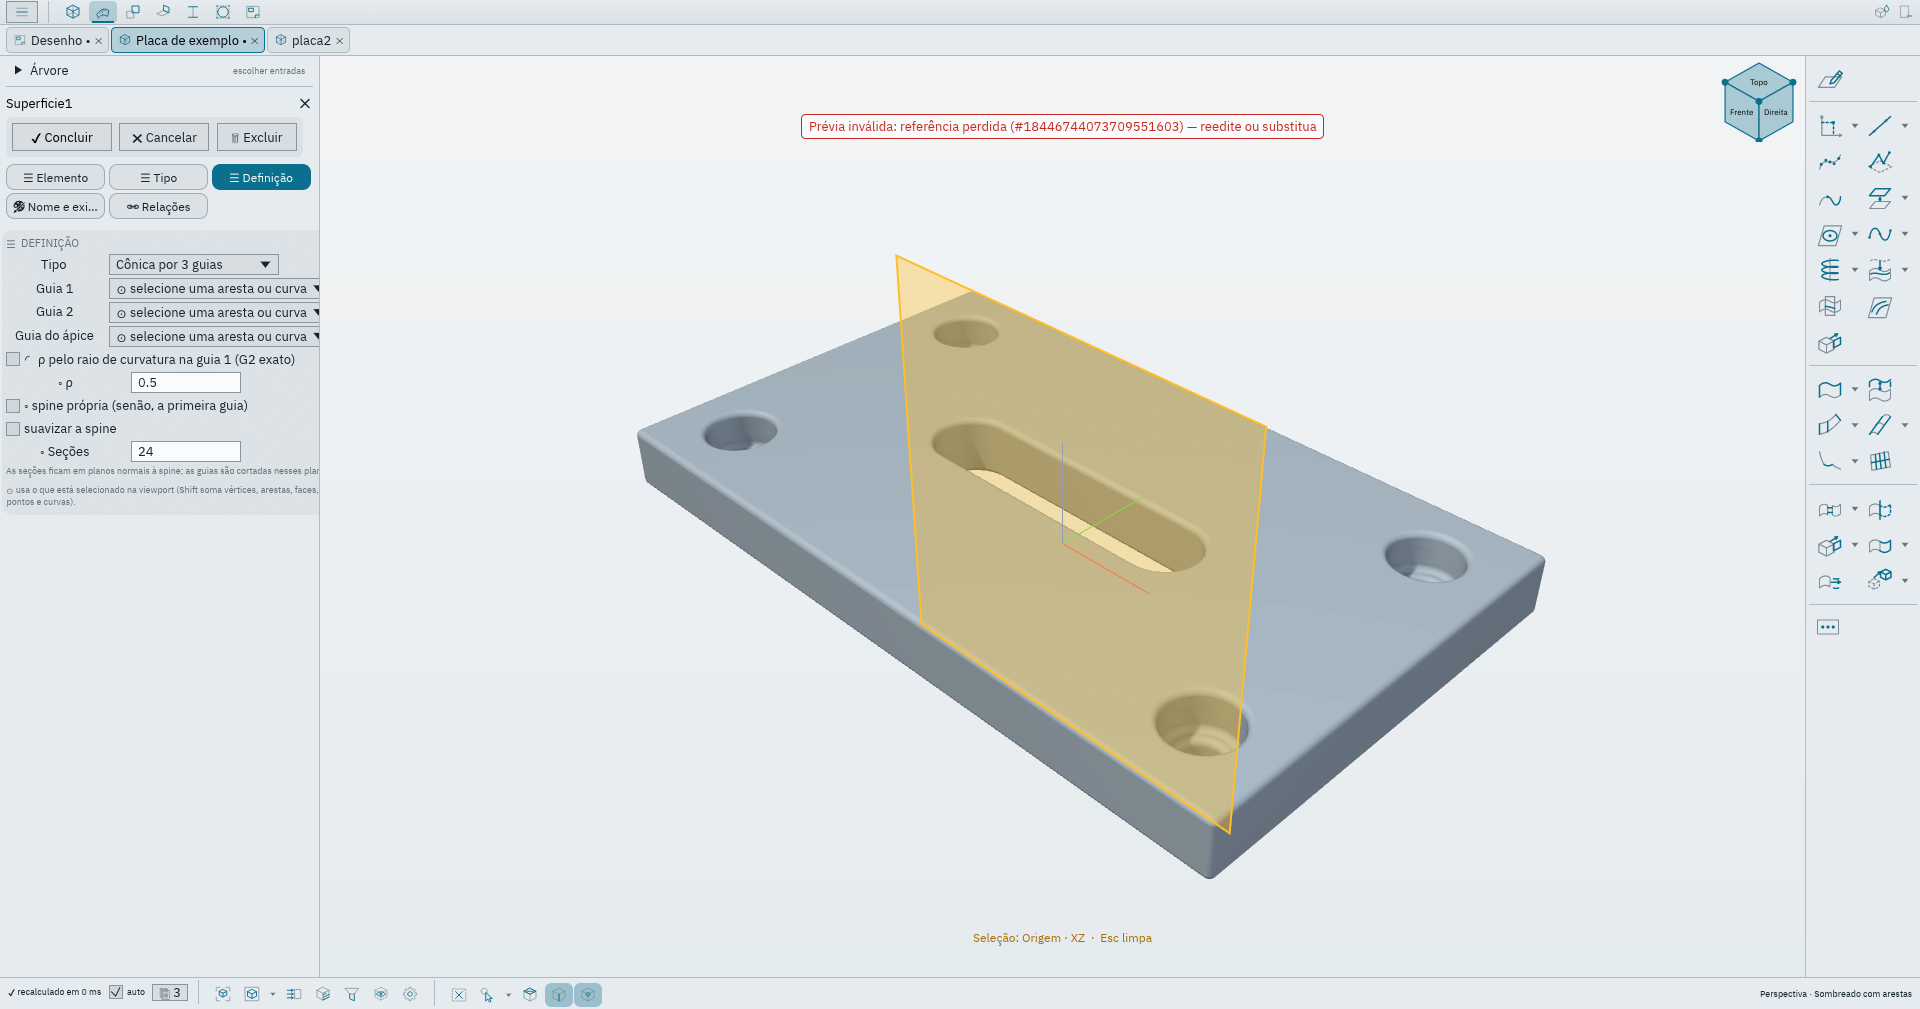 Desenho •
Placa de exemplo •
placa2
Árvore
escolher entradas
Superfície1
Concluir
Cancelar
Excluir
Elemento
Tipo
Definição
Nome e exi...
Relações
DEFINIÇÃO
Tipo
Cônica por 3 guias
Guia 1
selecione uma aresta ou curva
Guia 2
selecione uma aresta ou curva
Guia do ápice
selecione uma aresta ou curva
ρ pelo raio de curvatura na guia 1 (G2 exato)
ρ
0.5
spine própria (senão, a primeira guia)
suavizar a spine
Seções
24
As seções ficam em planos normais à spine; as guias são cortadas nesses plan
usa o que está selecionado na viewport (Shift soma vértices, arestas, faces,
pontos e curvas).
Prévia inválida: referência perdida (#18446744073709551603) — reedite ou substitua
Topo
Frente
Direita
Seleção: Origem · XZ · Esc limpa
recalculado em 0 ms
auto
3
Perspectiva · Sombreado com arestas